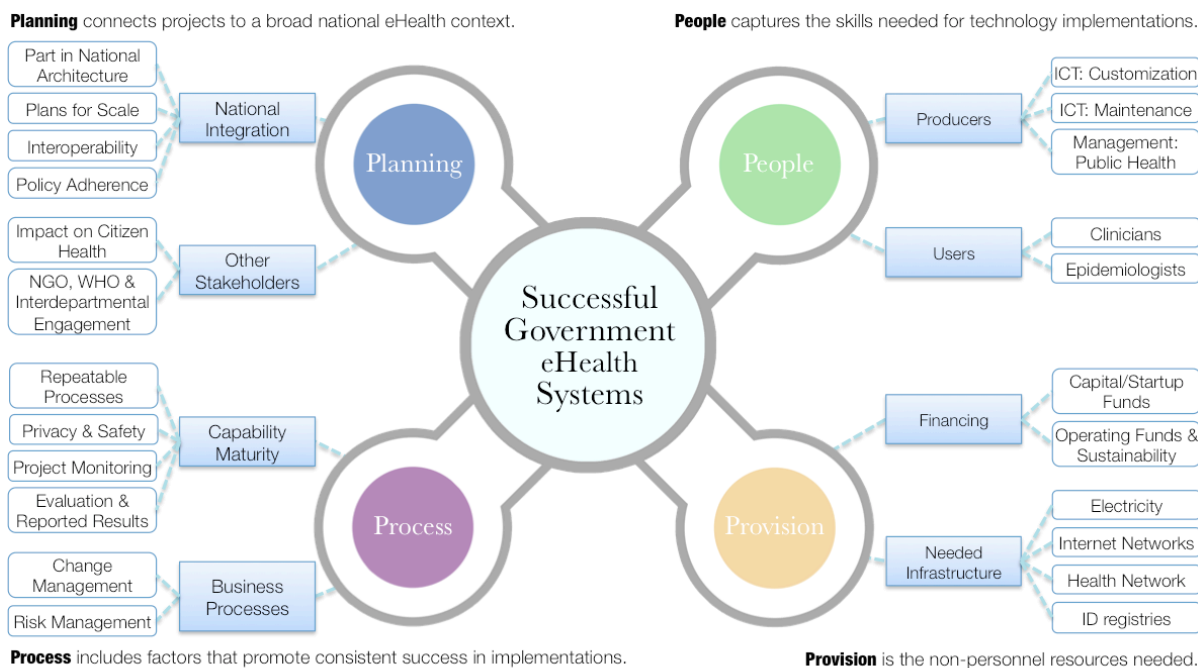 Planning connects projects to a broad national eHealth context.
Part in National
Architecture
Plans for Scale
Interoperability
Policy Adherence
National
Integration
Impact on Citizen
Health
NGO, WHO &
Interdepartmental
Engagement
Other
Stakeholders
Planning
People captures the skills needed for technology implementations.
People
Producers
ICT: Customization
ICT: Maintenance
Management:
Public Health
Users
Clinicians
Epidemiologists
Successful
Government
eHealth
Systems
Repeatable
Processes
Privacy & Safety
Project Monitoring
Evaluation &
Reported Results
Capability
Maturity
Change
Management
Risk Management
Business
Processes
Process
Process includes factors that promote consistent success in implementations.
Provision
Financing
Capital/Startup
Funds
Operating Funds &
Sustainability
Needed
Infrastructure
Electricity
Internet Networks
Health Network
ID registries
Provision is the non-personnel resources needed.